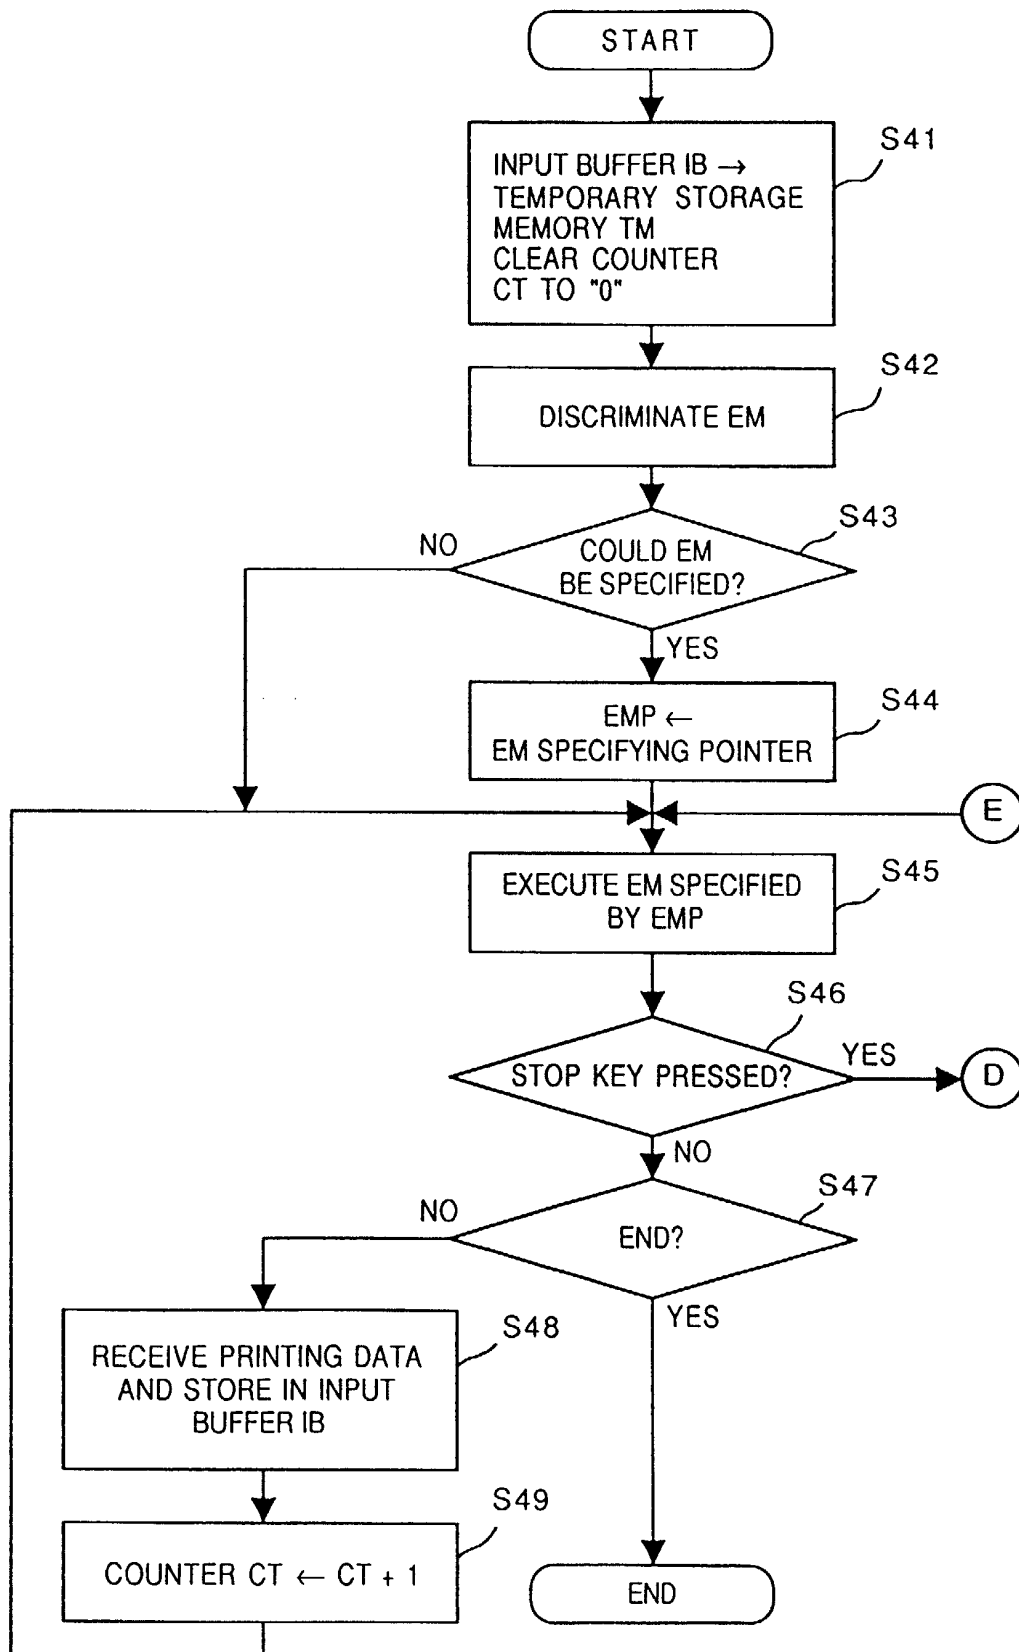 START
S41
INPUT BUFFER IB →
TEMPORARY STORAGE
MEMORY TM
CLEAR COUNTER
CT TO "0"
S42
DISCRIMINATE EM
S43
NO
COULD EM
BE SPECIFIED?
YES
S44
EMP ←
EM SPECIFYING POINTER
E
S45
EXECUTE EM SPECIFIED
BY EMP
S46
YES
STOP KEY PRESSED?
D
NO
S47
NO
END?
YES
S48
RECEIVE PRINTING DATA
AND STORE IN INPUT
BUFFER IB
S49
COUNTER CT ← CT + 1
END